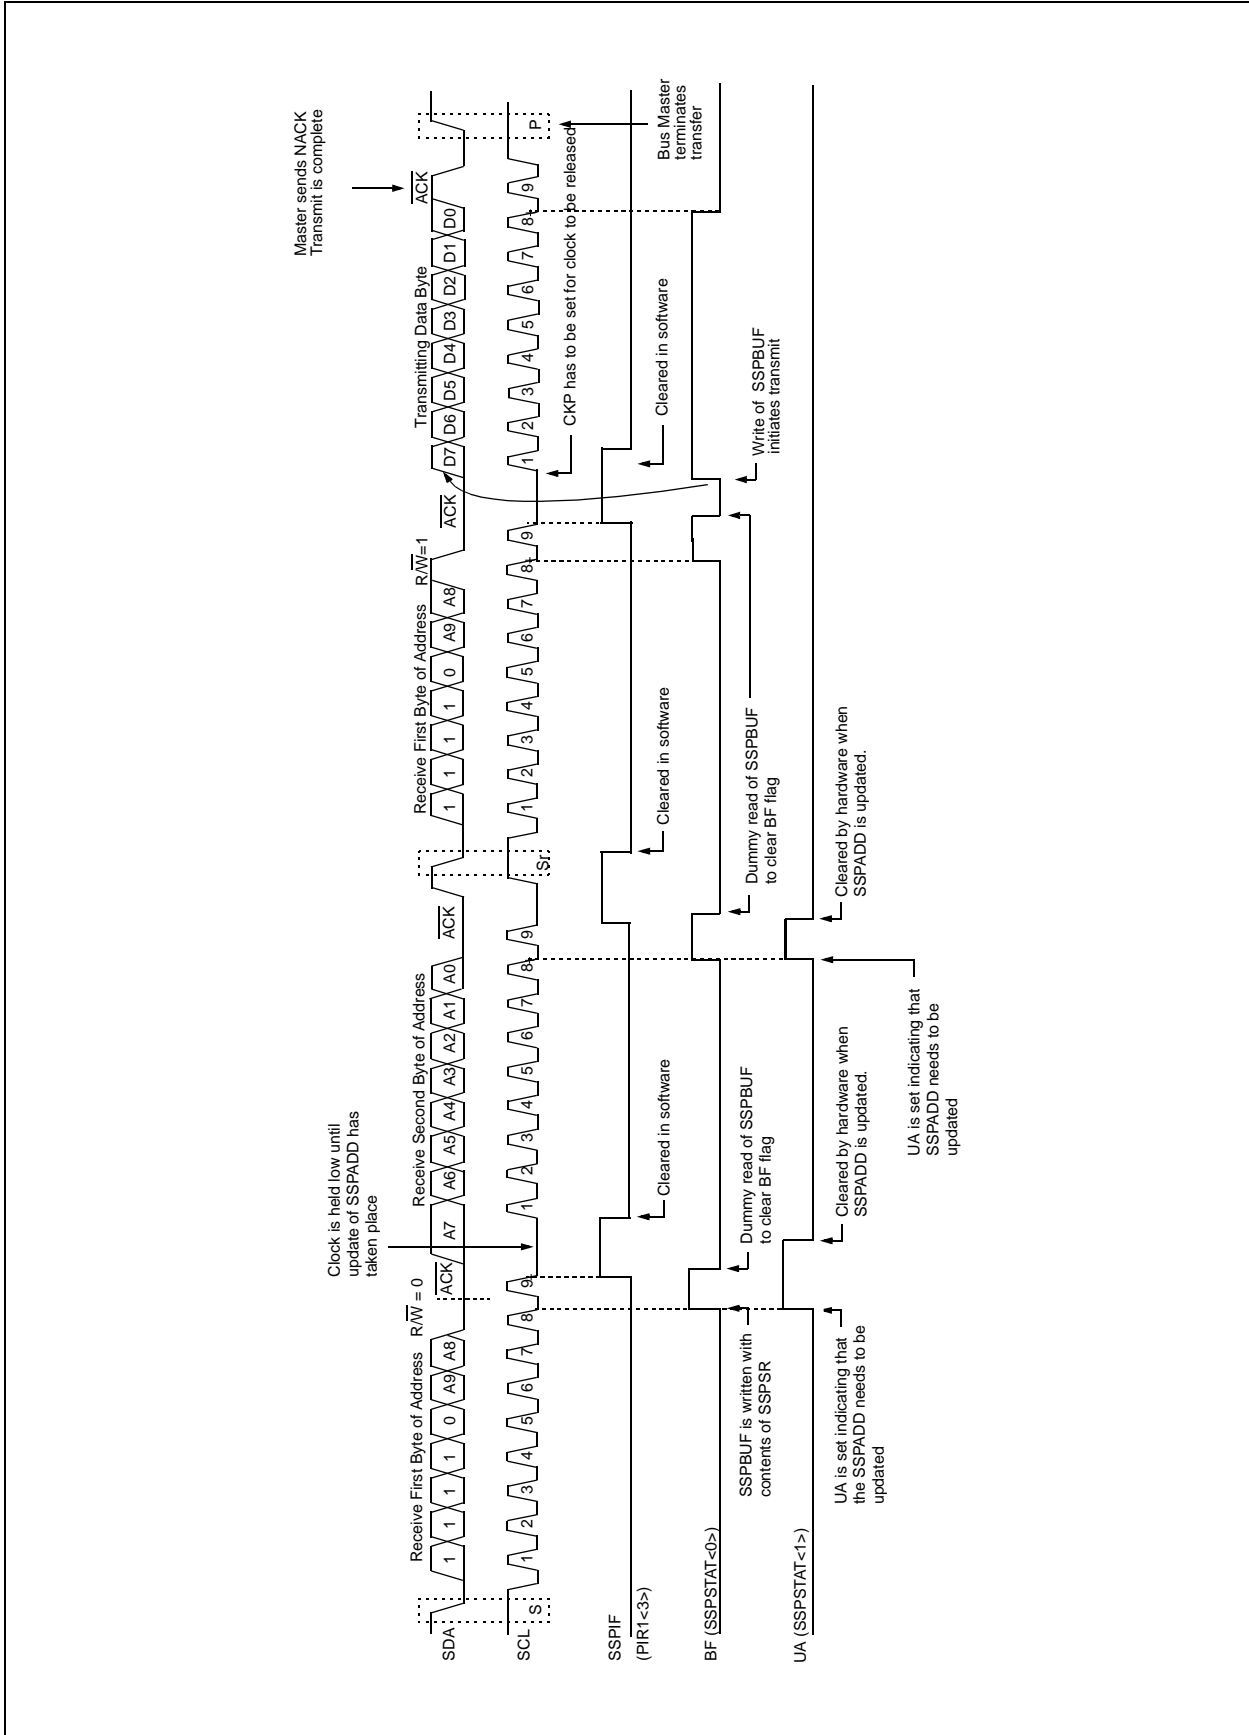 Master sends NACK
Transmit is complete
Clock is held low until
update of SSPADD has
taken place
Receive First Byte of Address R/W = 0
Receive Second Byte of Address
Receive First Byte of Address R/W=1
Transmitting Data Byte
SDA
1 1 1 1 0 A9 A8 ACK A7 A6 A5 A4 A3 A2 A1 A0 ACK 1 1 1 1 0 A9 A8 ACK D7 D6 D5 D4 D3 D2 D1 D0 ACK
SCL
S 1 2 3 4 5 6 7 8 9 1 2 3 4 5 6 7 8 9 Sr 1 2 3 4 5 6 7 8 9 1 2 3 4 5 6 7 8 9 P
CKP has to be set for clock to be released
SSPIF
(PIR1<3>)
Cleared in software
Cleared in software
Cleared in software
Bus Master
terminates
transfer
BF (SSPSTAT<0>)
SSPBUF is written with
contents of SSPSR
Dummy read of SSPBUF
to clear BF flag
Dummy read of SSPBUF
to clear BF flag
Write of SSPBUF
initiates transmit
UA (SSPSTAT<1>)
UA is set indicating that
the SSPADD needs to be
updated
Cleared by hardware when
SSPADD is updated.
UA is set indicating that
SSPADD needs to be
updated
Cleared by hardware when
SSPADD is updated.